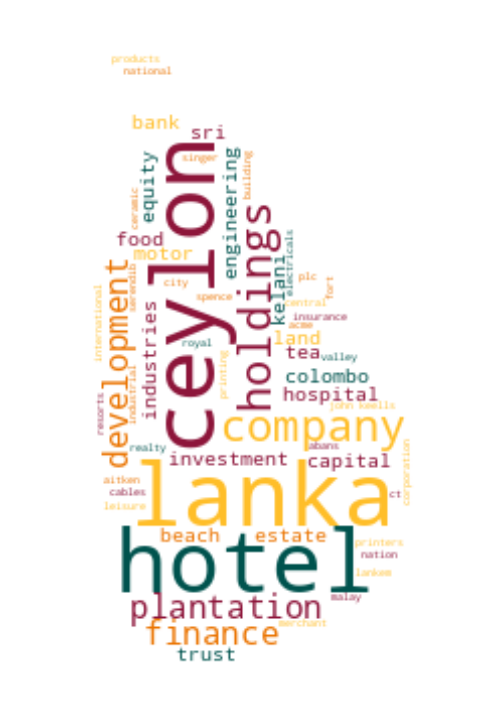 products
national
bank
sri
singer
building
equity
engineering
ceylon
ceramic
holdings
food
motor
electricals
kelani
development
serendib
city
plc
fort
international
industries
spence
central
insurance
acme
royal
land
tea
valley
printing
industrial
colombo
hospital
resorts
john keells
company
realty
abans
investment
capital
corporation
lanka
aitken
cables
ct
leisure
hotel
beach
estate
printers
nation
lankem
plantation
malay
finance
merchant
trust